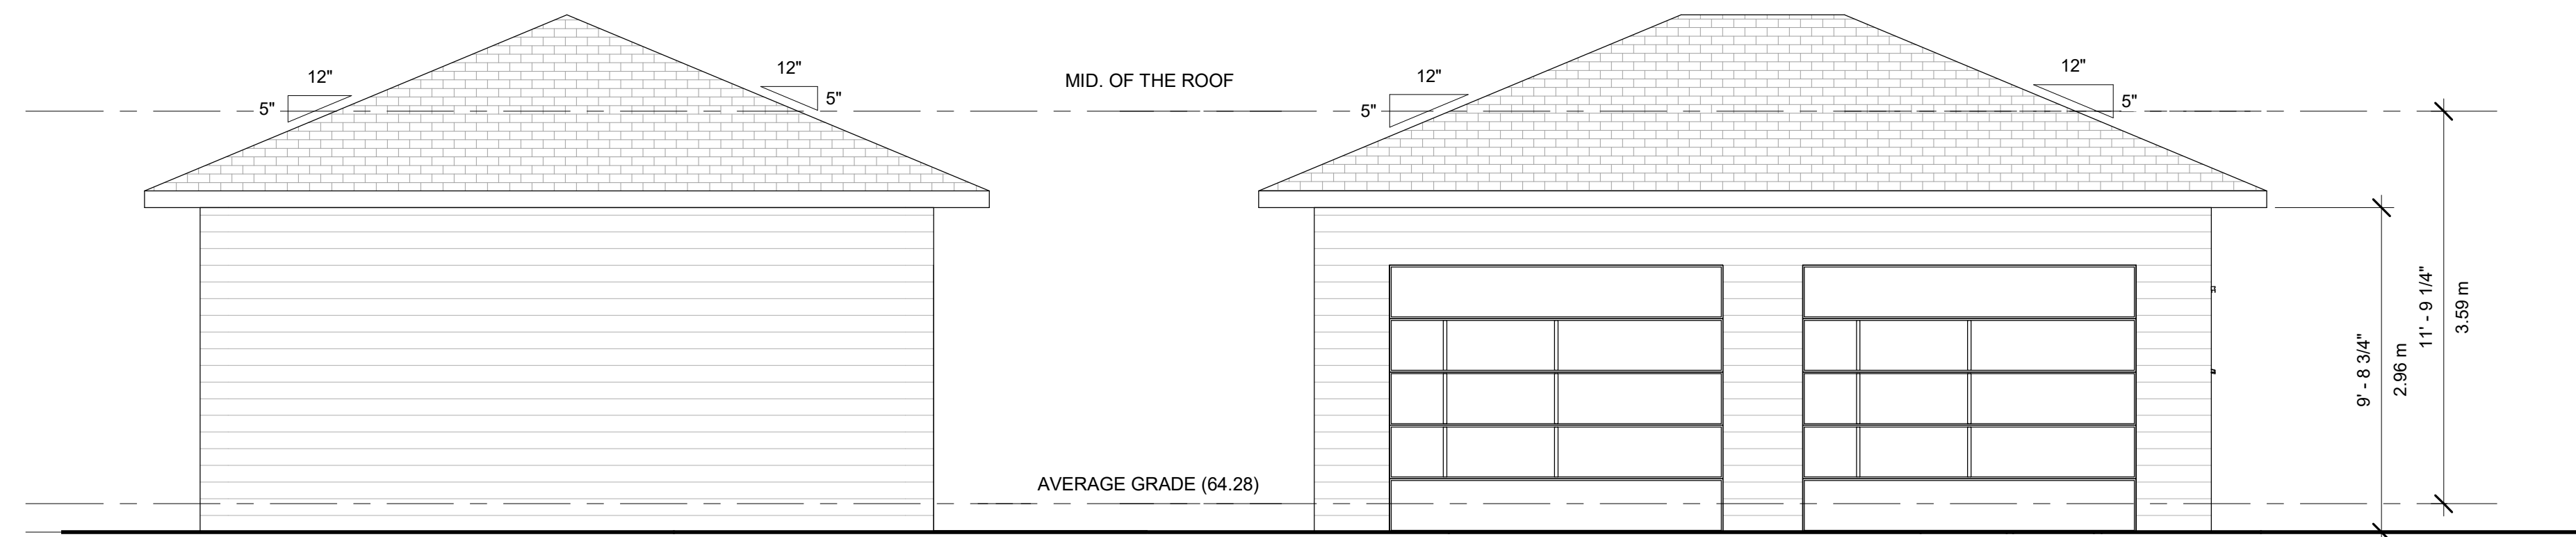 12"
5"
12"
5"
MID. OF THE ROOF
12"
5"
12"
5"
AVERAGE GRADE (64.28)
9' - 8 3/4"
2.96 m
11' - 9 1/4"
3.59 m